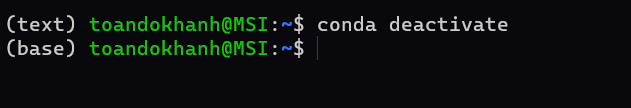 (text) toandokhanh@MSI:~$ conda deactivate
(base) toandokhanh@MSI:~$